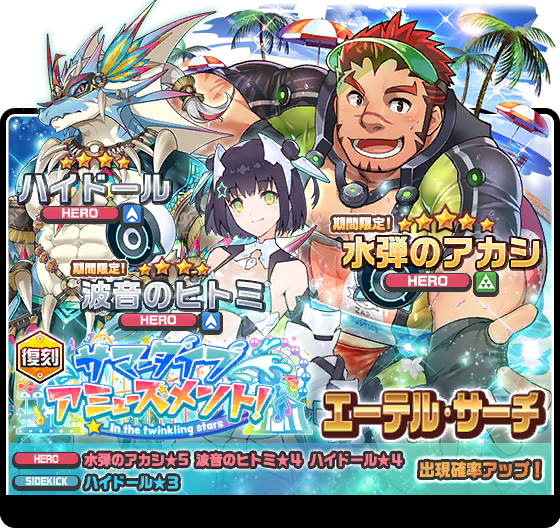 ハイドール
HERO
期間限定!
波音のヒトミ
HERO
期間限定!
水弾のアカシ
HERO
復刻
サマーダイブ
アミューズメント!
in the twinkling stars
エーテル・サーチ
HERO 水弾のアカシ★5 波音のヒトミ★4 ハイドール★4
SIDEKICK ハイドール★3
出現確率アップ!